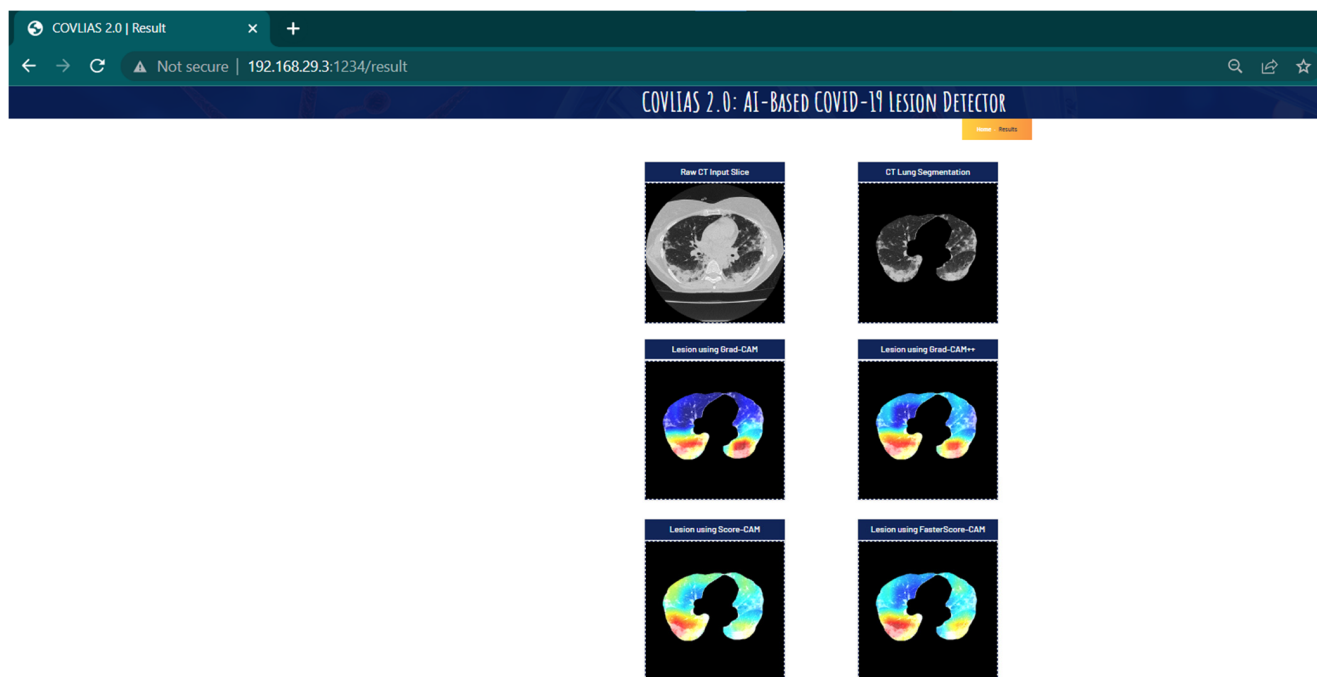 COVLIAS 2.0 | Result
Not secure | 192.168.29.3:1234/result
COVLIAS 2.0: AI-BASED COVID-19 LESION DETECTOR
Home Results
Raw CT Input Slice
CT Lung Segmentation
Lesion using Grad-CAM
Lesion using Grad-CAM++
Lesion using Score-CAM
Lesion using FasterScore-CAM